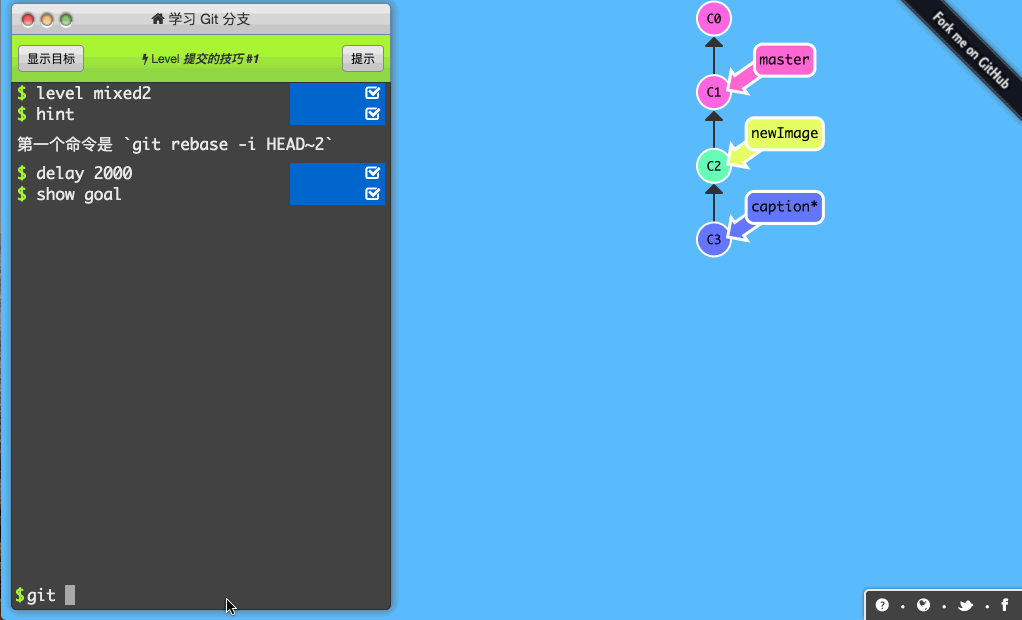 学习 Git 分支
显示目标
Level 提交的技巧 #1
提示
$ level mixed2
$ hint
第一个命令是 `git rebase -i HEAD~2`
$ delay 2000
$ show goal
$git
C0
master
C1
newImage
C2
caption*
C3
Fork me on GitHub